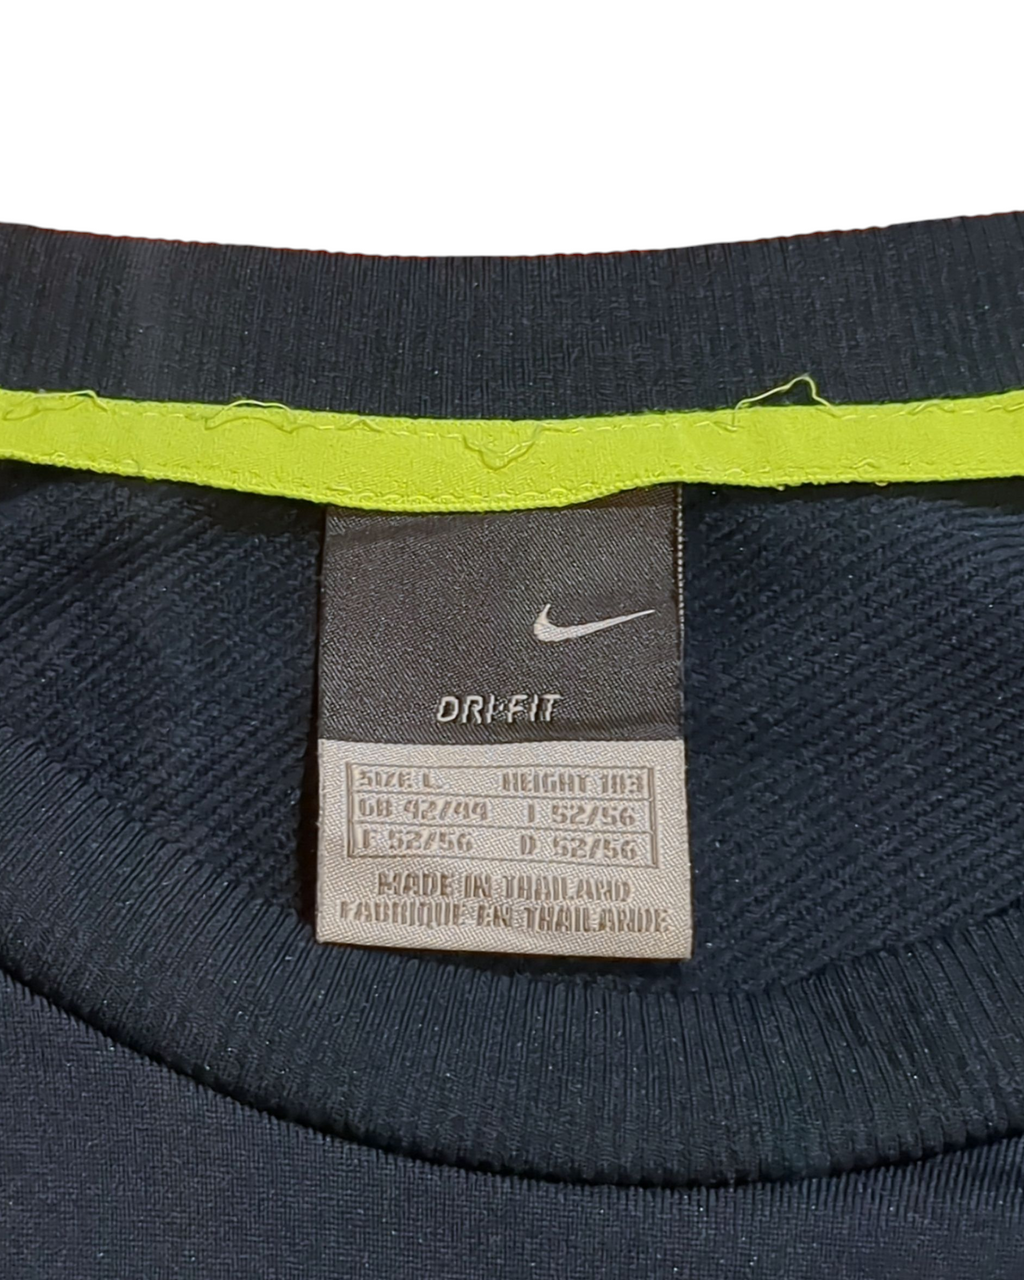 DRI-FIT
SIZE L HEIGHT 183
GB 42/44 I 52/56
F 52/56 D 52/56
MADE IN THAILAND
FABRIQUE EN THAILANDE